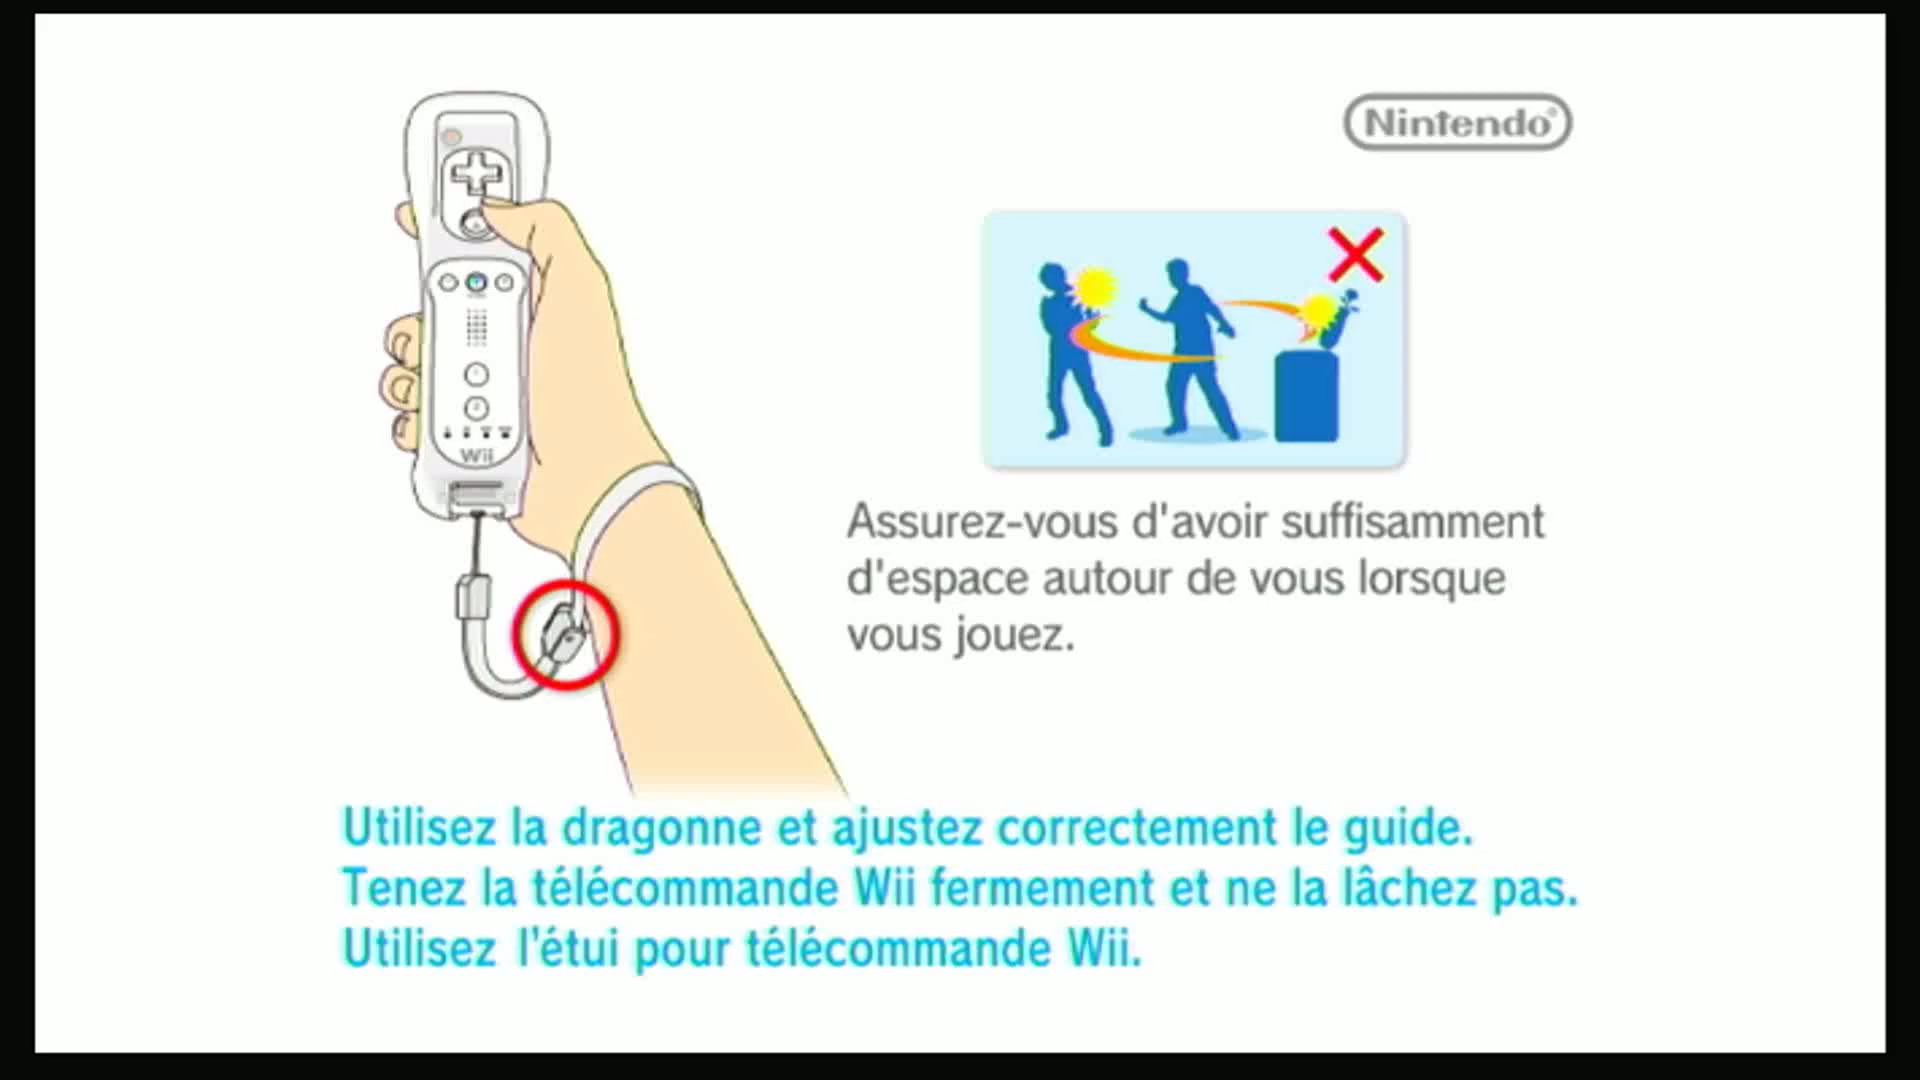 Nintendo®
Wii
Assurez-vous d'avoir suffisamment
d'espace autour de vous lorsque
vous jouez.
Utilisez la dragonne et ajustez correctement le guide.
Tenez la télécommande Wii fermement et ne la lâchez pas.
Utilisez l'étui pour télécommande Wii.